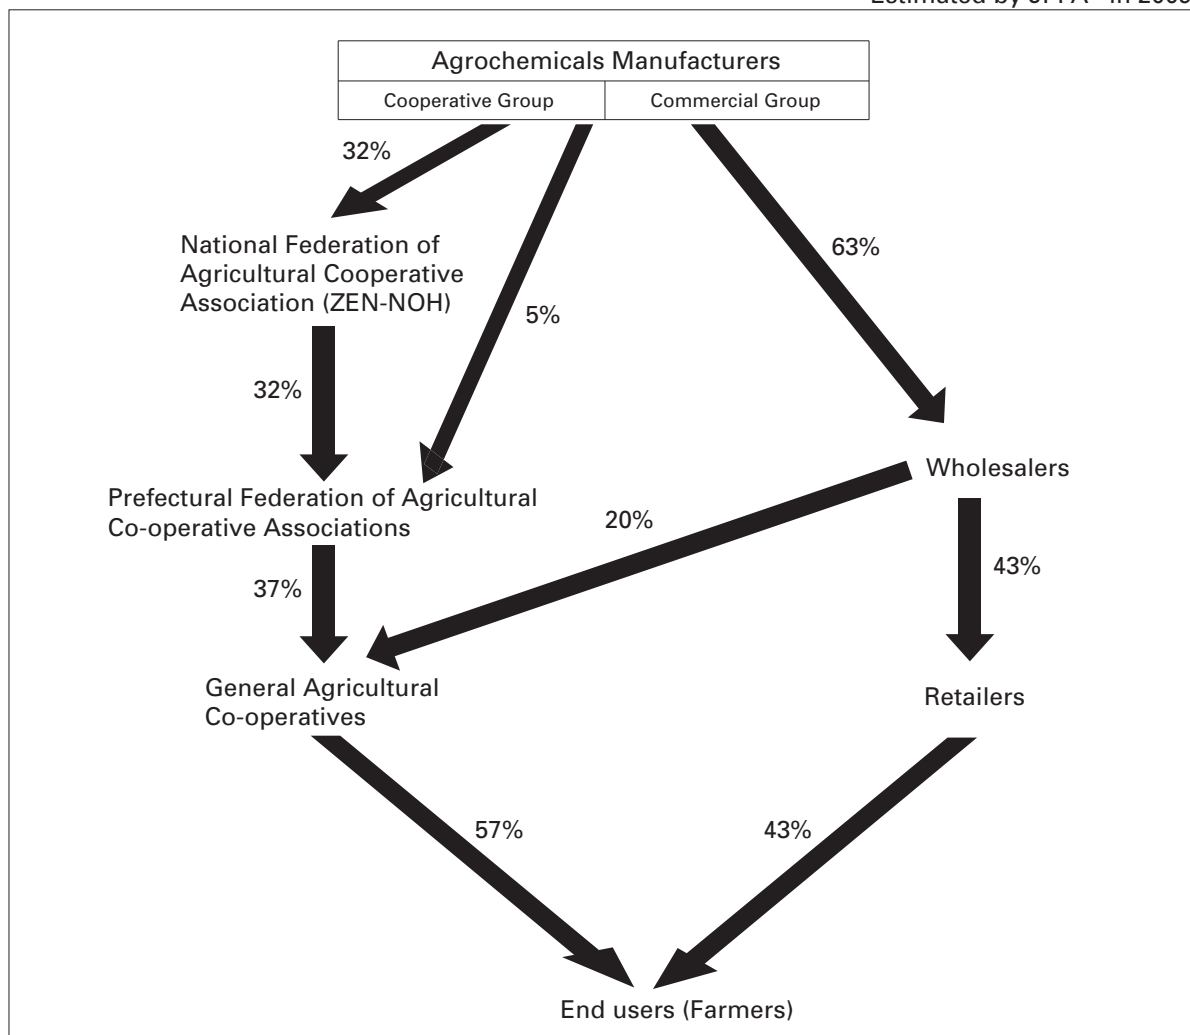 Agrochemicals Manufacturers
Cooperative Group
Commercial Group
32%
63%
National Federation of
Agricultural Cooperative
Association (ZEN-NOH)
5%
32%
Wholesalers
Prefectural Federation of Agricultural
Co-operative Associations
20%
43%
37%
General Agricultural
Co-operatives
Retailers
57%
43%
End users (Farmers)